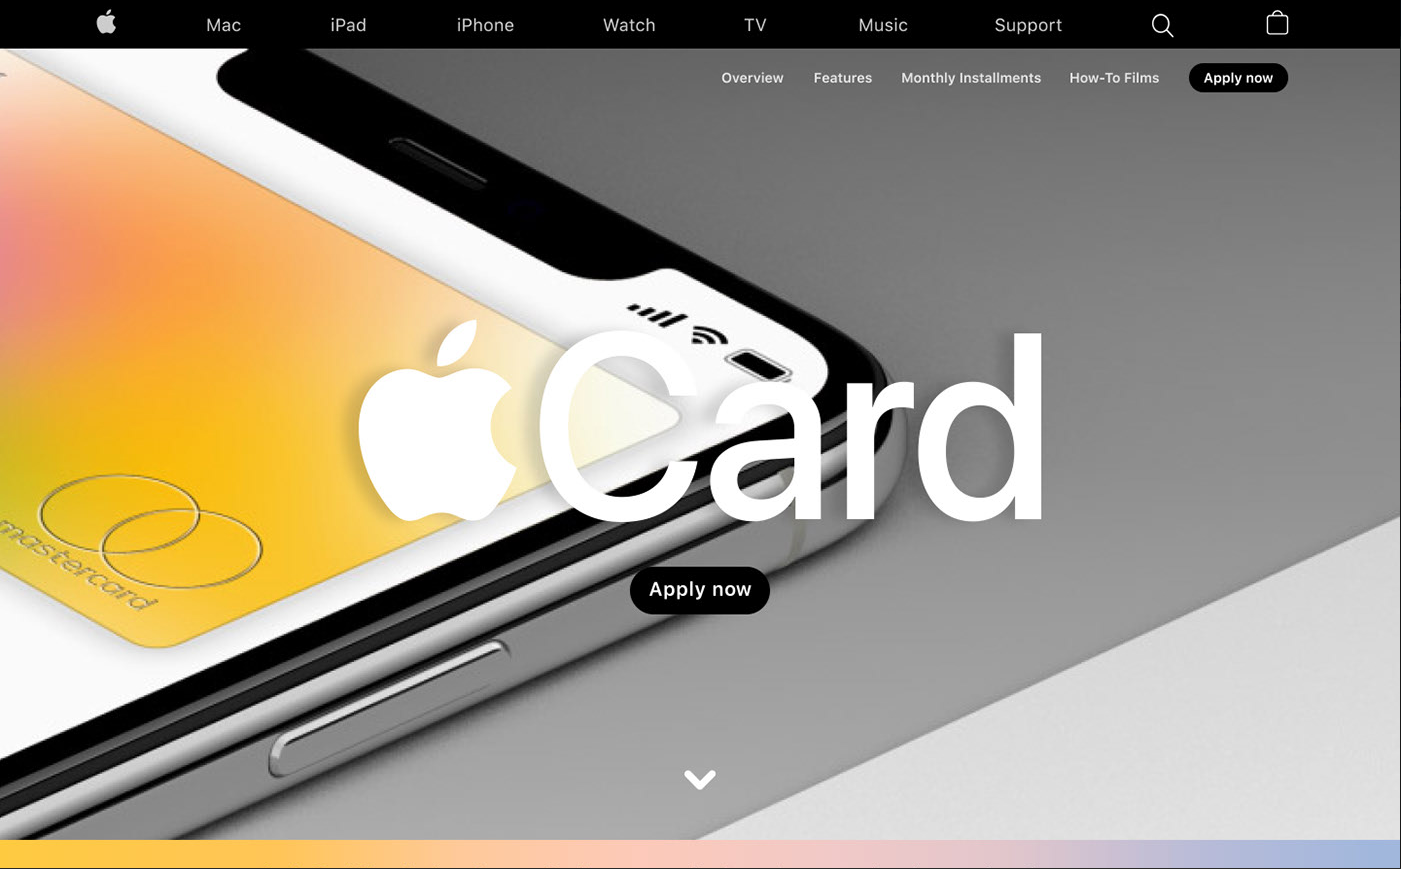 Mac iPad iPhone Watch TV Music Support
Overview Features Monthly Installments How-To Films Apply now
Card
mastercard
Apply now